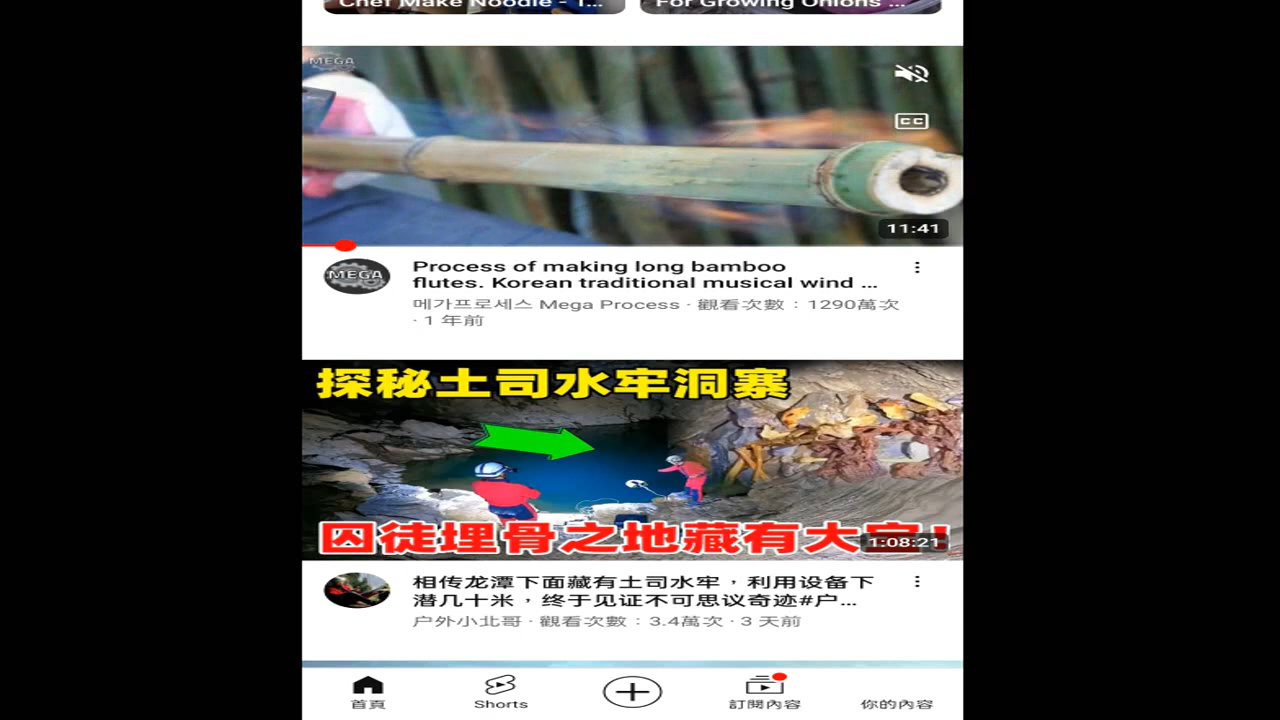 Chef Make Noodle - 1...
For Growing Onions ...
MEGA
CC
11:41
MEGA
Process of making long bamboo
flutes. Korean traditional musical wind ...
메가프로세스 Mega Process · 觀看次數：1290萬次
· 1 年前
探秘土司水牢洞寨
囚徒埋骨之地藏有大
1:08:21
相传龙潭下面藏有土司水牢，利用设备下
潜几十米，终于见证不可思议奇迹#户...
户外小北哥 · 觀看次數：3.4萬次 · 3 天前
首頁
Shorts
訂閱內容
你的內容